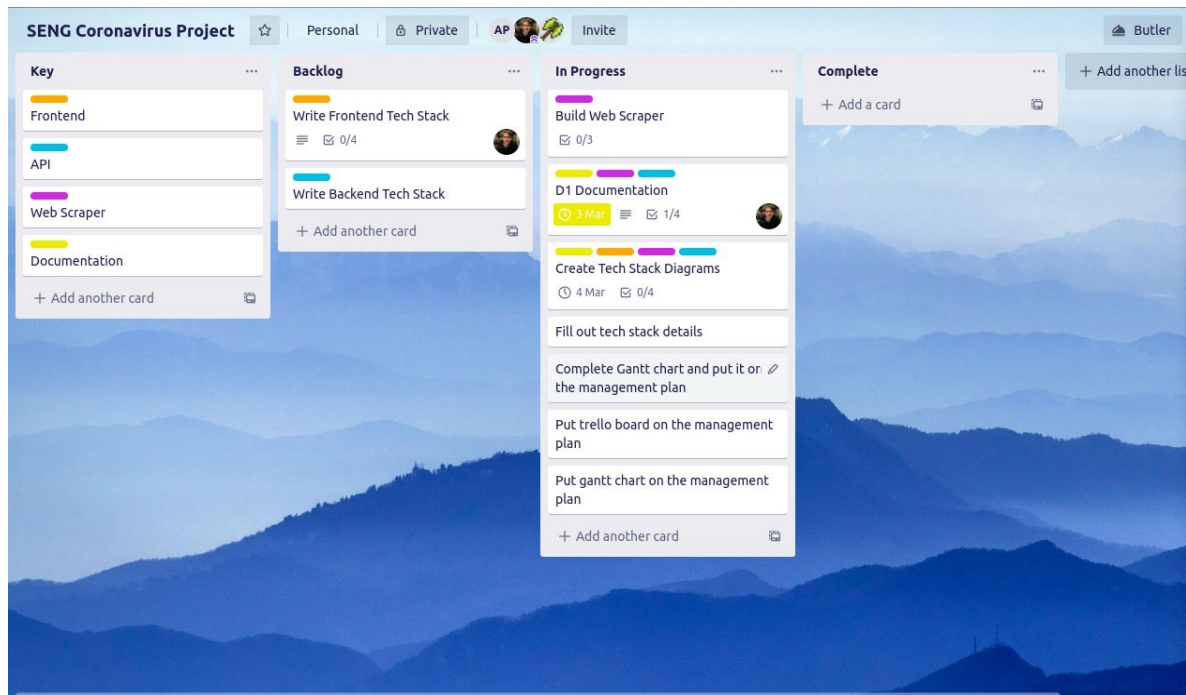 SENG Coronavirus Project
Personal
Private
AP
Invite
Butler
Key
Frontend
API
Web Scraper
Documentation
+ Add another card
Backlog
Write Frontend Tech Stack
0/4
Write Backend Tech Stack
+ Add another card
In Progress
Build Web Scraper
0/3
D1 Documentation
3 Mar
1/4
Create Tech Stack Diagrams
4 Mar
0/4
Fill out tech stack details
Complete Gantt chart and put it on
the management plan
Put trello board on the management
plan
Put gantt chart on the management
plan
+ Add another card
Complete
+ Add a card
+ Add another lis